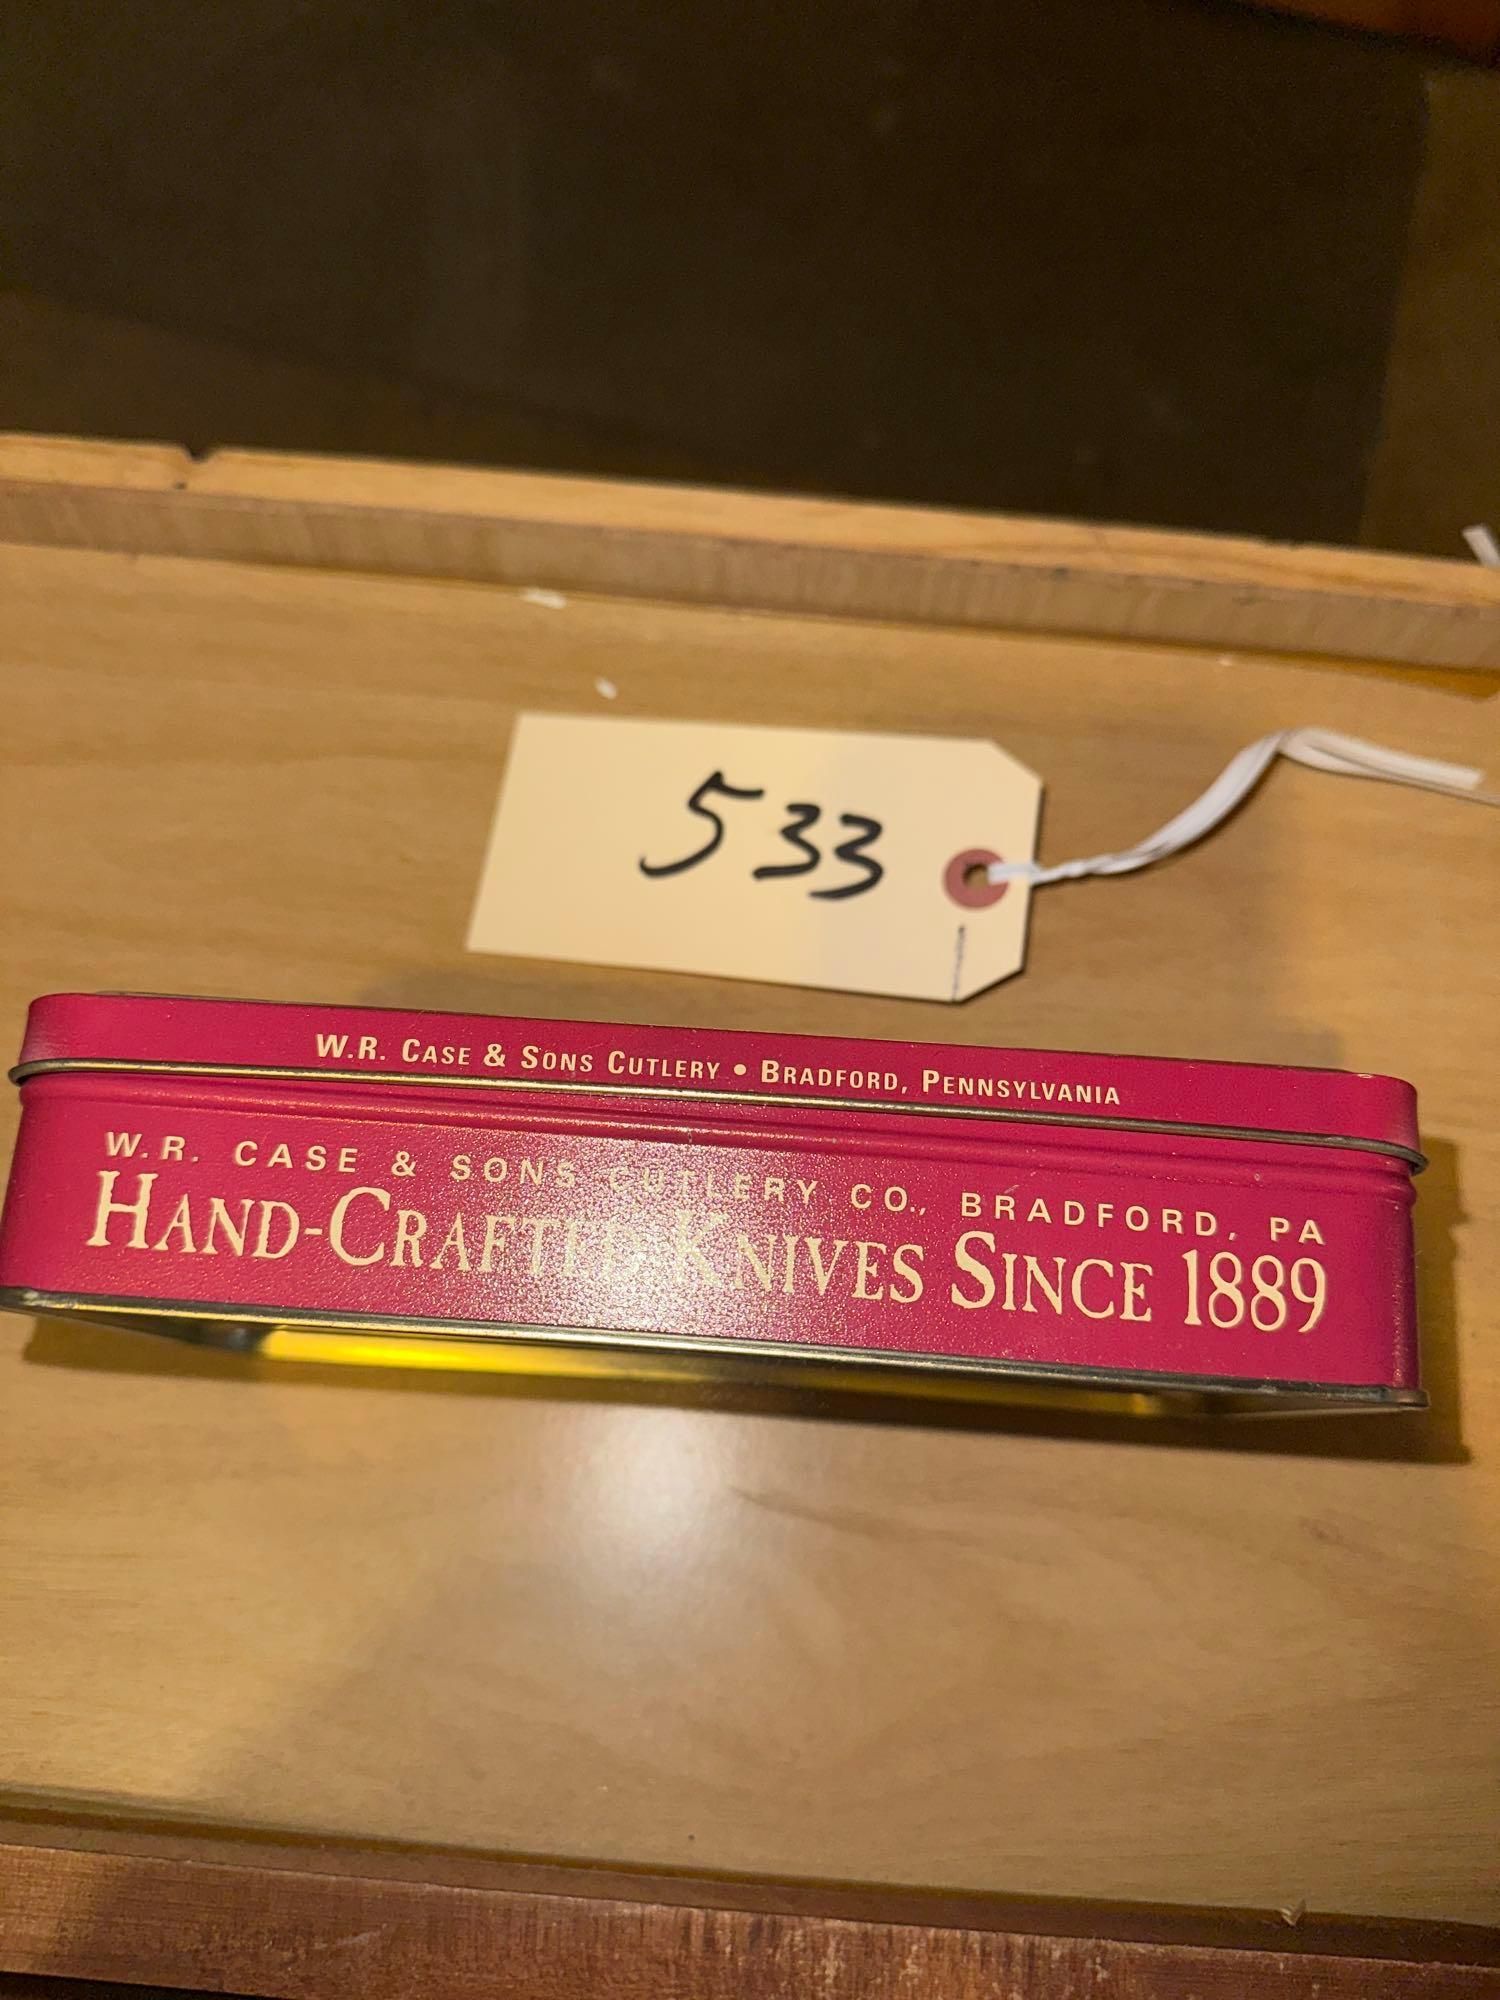 533
W.R. CASE & SONS CUTLERY • BRADFORD, PENNSYLVANIA
W.R. CASE & SONS CUTLERY CO., BRADFORD, PA
HAND-CRAFTED KNIVES SINCE 1889